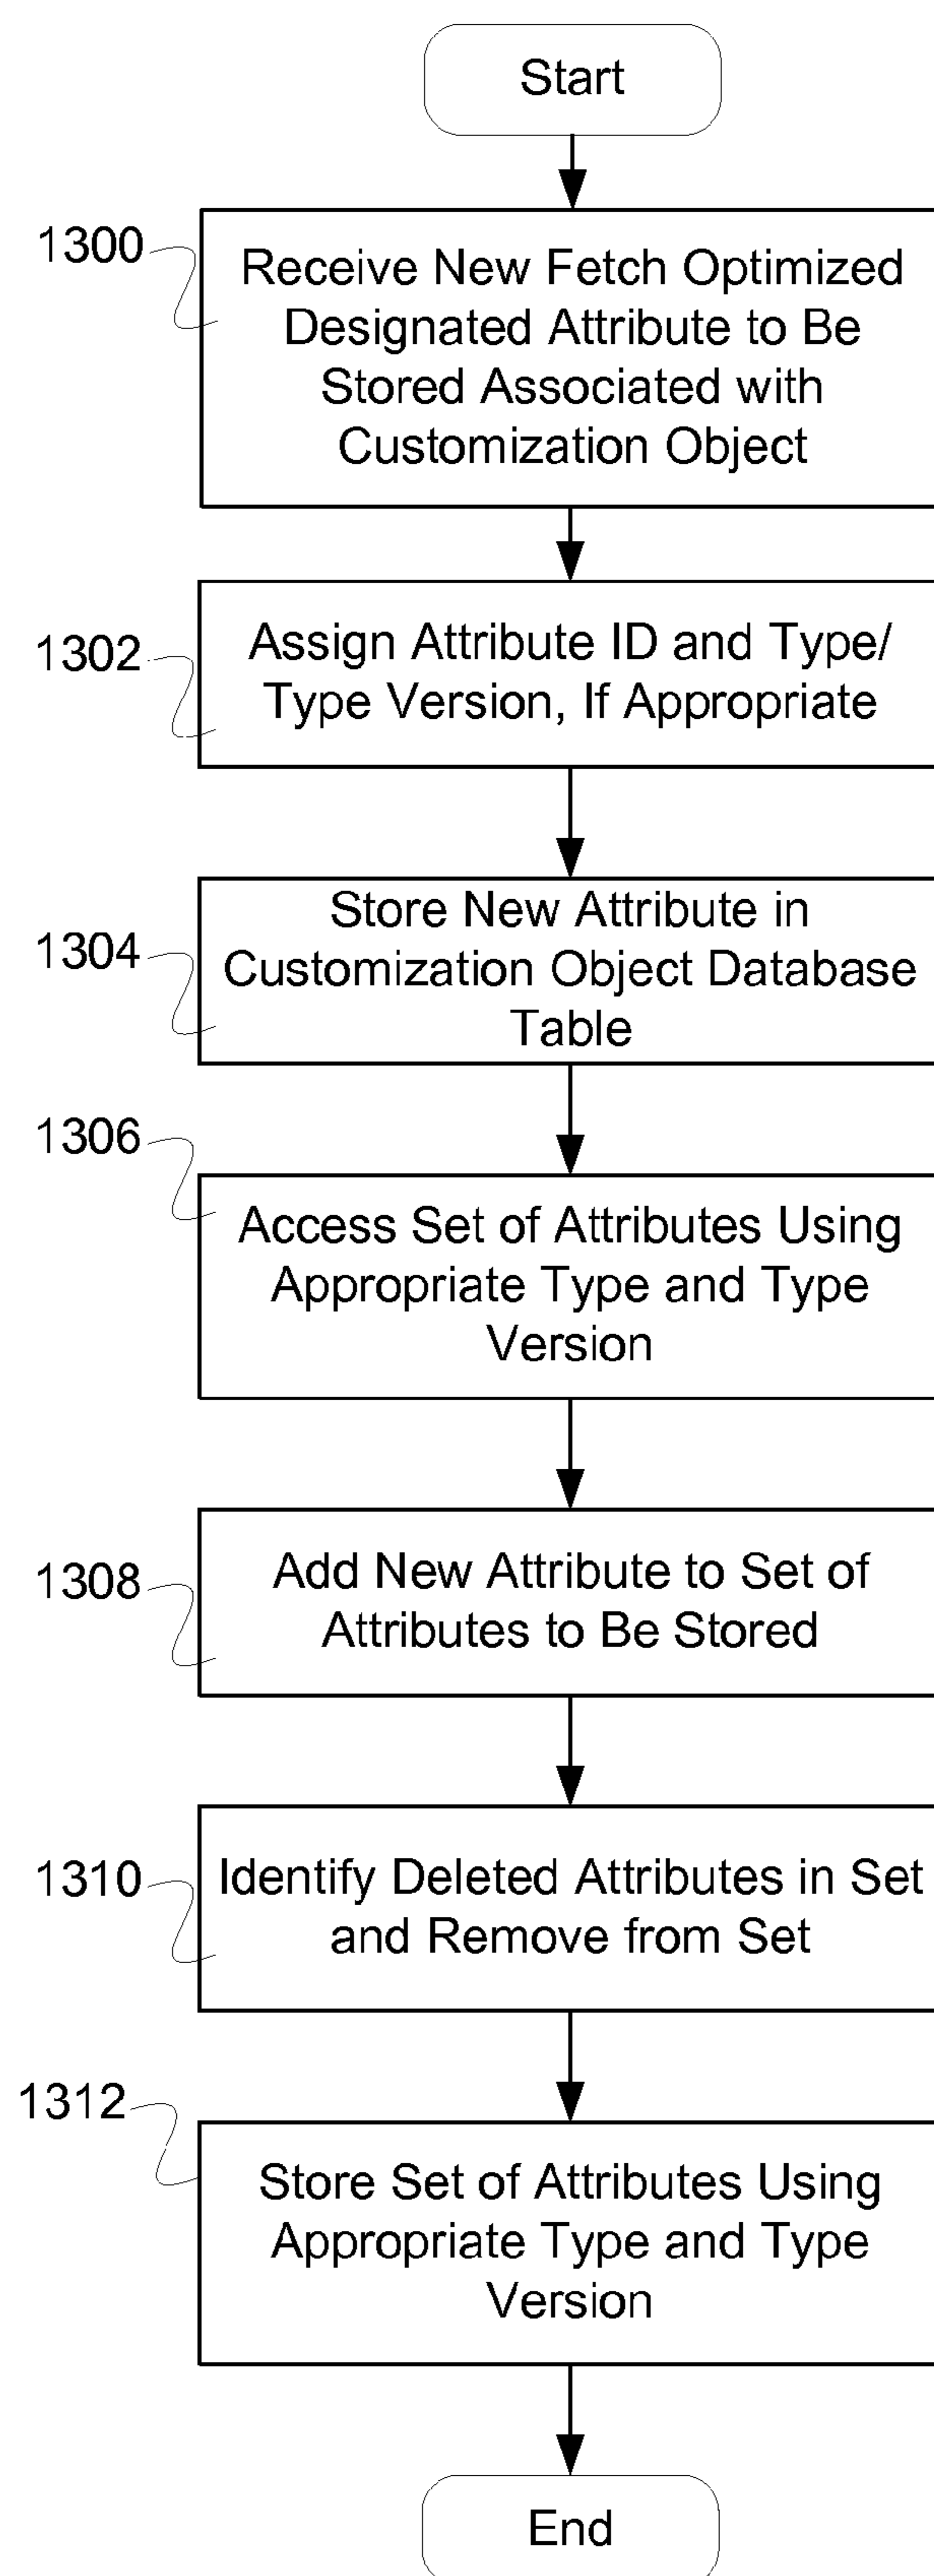 Start
1300
Receive New Fetch Optimized
Designated Attribute to Be
Stored Associated with
Customization Object
1302
Assign Attribute ID and Type/
Type Version, If Appropriate
1304
Store New Attribute in
Customization Object Database
Table
1306
Access Set of Attributes Using
Appropriate Type and Type
Version
1308
Add New Attribute to Set of
Attributes to Be Stored
1310
Identify Deleted Attributes in Set
and Remove from Set
1312
Store Set of Attributes Using
Appropriate Type and Type
Version
End